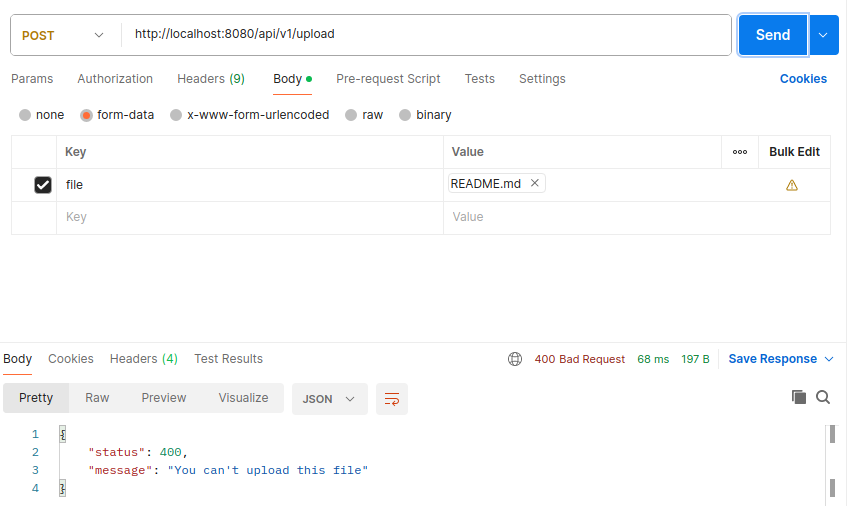 POST http://localhost:8080/api/v1/upload Send
Params Authorization Headers (9) Body Pre-request Script Tests Settings Cookies
none form-data x-www-form-urlencoded raw binary
Key Value ooo Bulk Edit
file README.md ×
Key Value
Body Cookies Headers (4) Test Results 400 Bad Request 68 ms 197 B Save Response
Pretty Raw Preview Visualize JSON
1 {
2 "status": 400,
3 "message": "You can't upload this file"
4 }